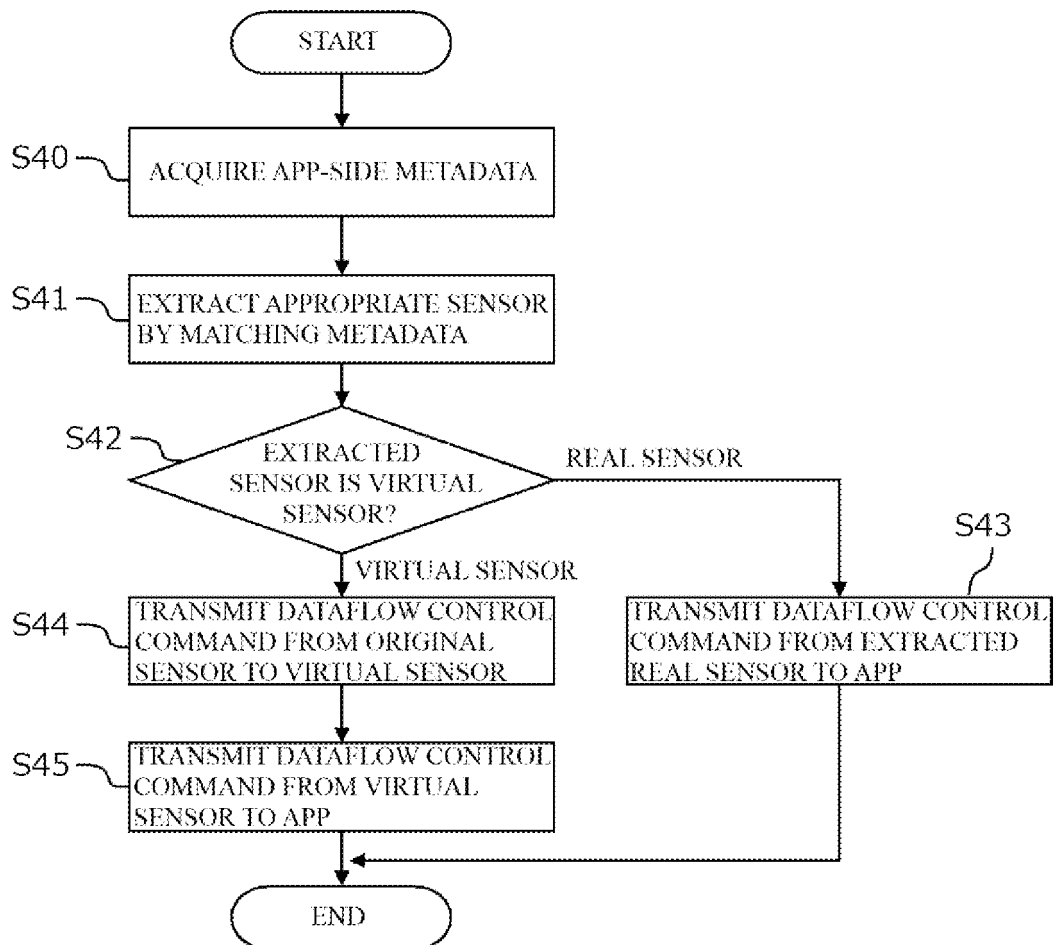 START
S40
ACQUIRE APP-SIDE METADATA
S41
EXTRACT APPROPRIATE SENSOR
BY MATCHING METADATA
S42
EXTRACTED
SENSOR IS VIRTUAL
SENSOR?
REAL SENSOR
VIRTUAL SENSOR
S43
TRANSMIT DATAFLOW CONTROL
COMMAND FROM EXTRACTED
REAL SENSOR TO APP
S44
TRANSMIT DATAFLOW CONTROL
COMMAND FROM ORIGINAL
SENSOR TO VIRTUAL SENSOR
S45
TRANSMIT DATAFLOW CONTROL
COMMAND FROM VIRTUAL
SENSOR TO APP
END